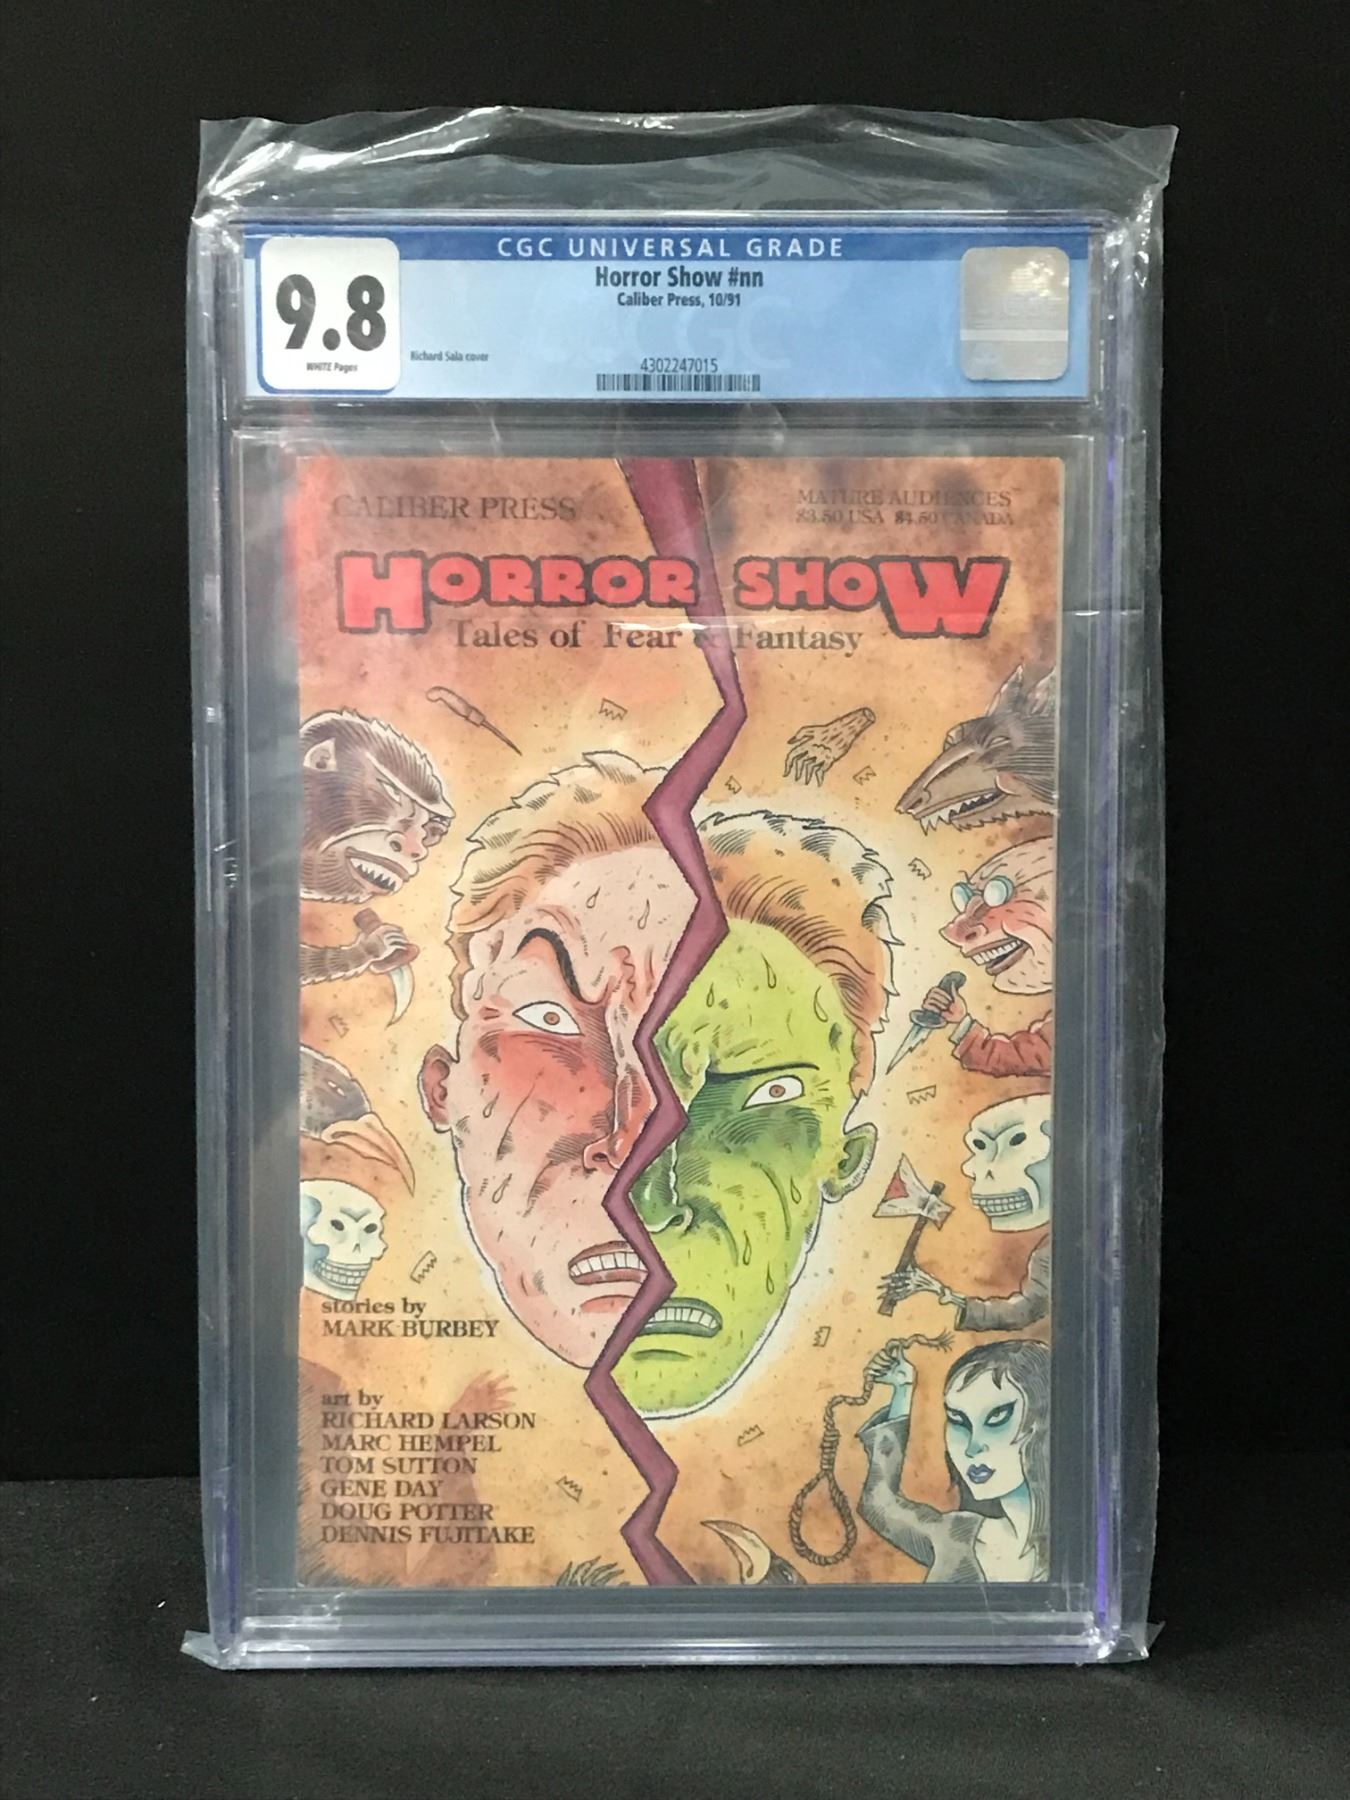 CGC UNIVERSAL GRADE
9.8
WHITE Pages
Horror Show #nn
Caliber Press, 10/91
Richard Sala cover
4302247015
CALIBER PRESS
MATURE AUDIENCES
$3.50 USA $4.50 CANADA
HORROR SHOW
Tales of Fear & Fantasy
stories by
MARK BURBEY
art by
RICHARD LARSON
MARC HEMPEL
TOM SUTTON
GENE DAY
DOUG POTTER
DENNIS FUJITAKE